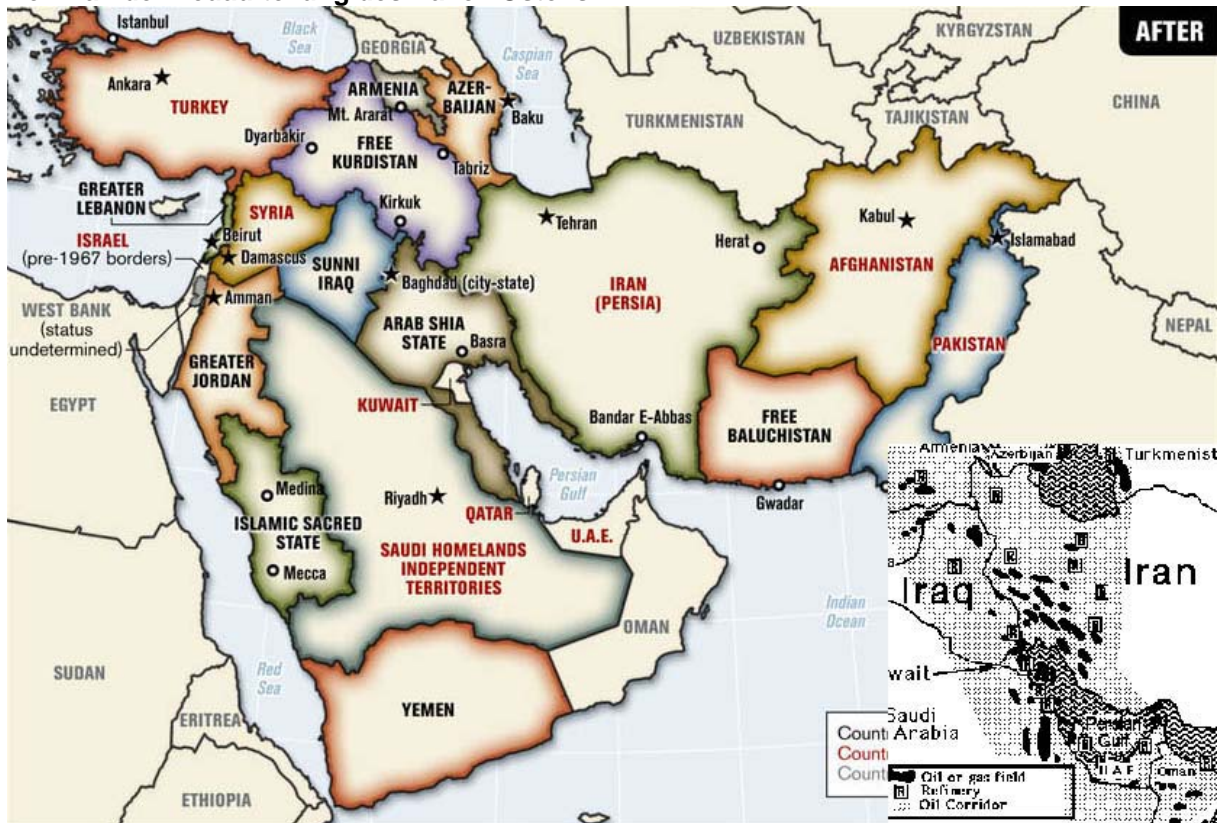 AFTER
Istanbul
Black
Sea
GEORGIA
Caspian
Sea
UZBEKISTAN
KYRGYZSTAN
CHINA
Ankara
TURKEY
ARMENIA
Mt. Ararat
AZER-
BAIJAN
Baku
TURKMENISTAN
TAJIKISTAN
Dyarbakir
FREE
KURDISTAN
Tabriz
GREATER
LEBANON
SYRIA
Kirkuk
Tehran
Herat
Kabul
Islamabad
ISRAEL
(pre-1967 borders)
Beirut
Damascus
SUNNI
IRAQ
Baghdad (city-state)
IRAN
(PERSIA)
AFGHANISTAN
WEST BANK
(status
undetermined)
Amman
ARAB SHIA
STATE
Basra
PAKISTAN
NEPAL
GREATER
JORDAN
EGYPT
KUWAIT
Bandar E-Abbas
FREE
BALUCHISTAN
Persian
Gulf
Gwadar
Medina
ISLAMIC SACRED
STATE
Mecca
Riyadh
QATAR
U.A.E.
SAUDI HOMELANDS
INDEPENDENT
TERRITORIES
OMAN
Indian
Ocean
SUDAN
Red
Sea
YEMEN
ERITREA
ETHIOPIA
Armenia
Azerbaijan
Turkmenist
Iraq
Iran
wait
Saudi
Arabia
Persian
Gulf
UAE
Oman
Oil or gas field
R Refinery
Oil Corridor